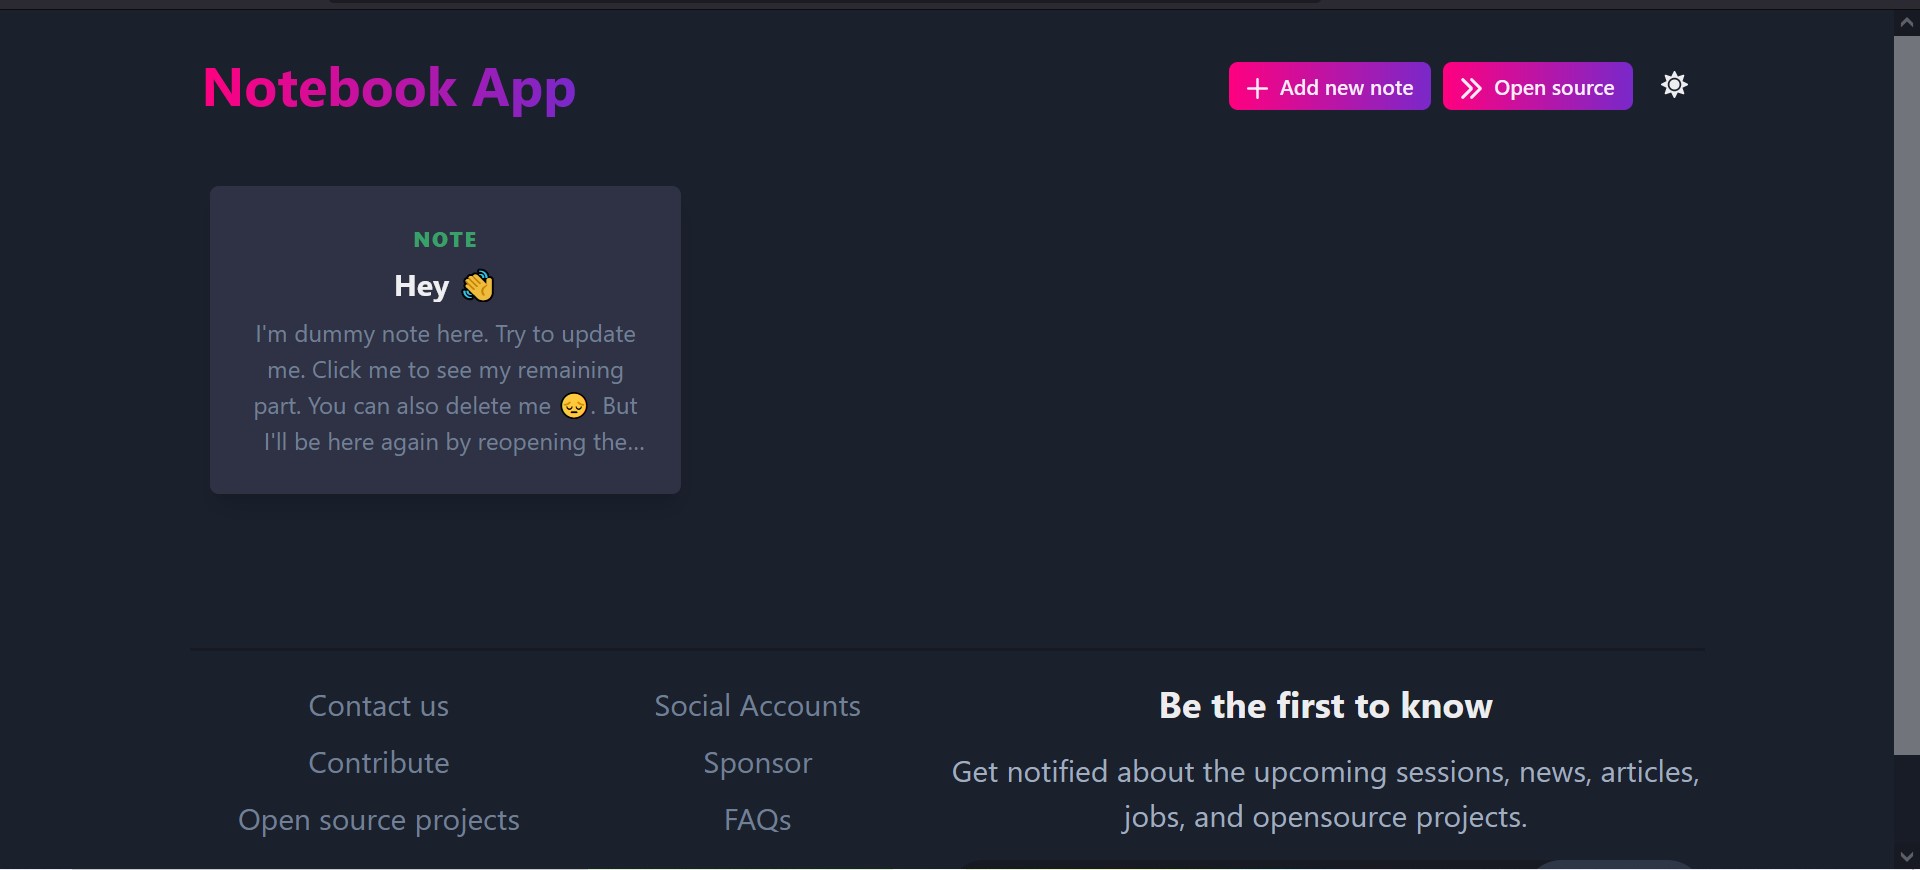 Notebook App
Add new note
Open source
NOTE
Hey 👋
I'm dummy note here. Try to update
me. Click me to see my remaining
part. You can also delete me 😔. But
I'll be here again by reopening the...
Contact us
Contribute
Open source projects
Social Accounts
Sponsor
FAQs
Be the first to know
Get notified about the upcoming sessions, news, articles,
jobs, and opensource projects.